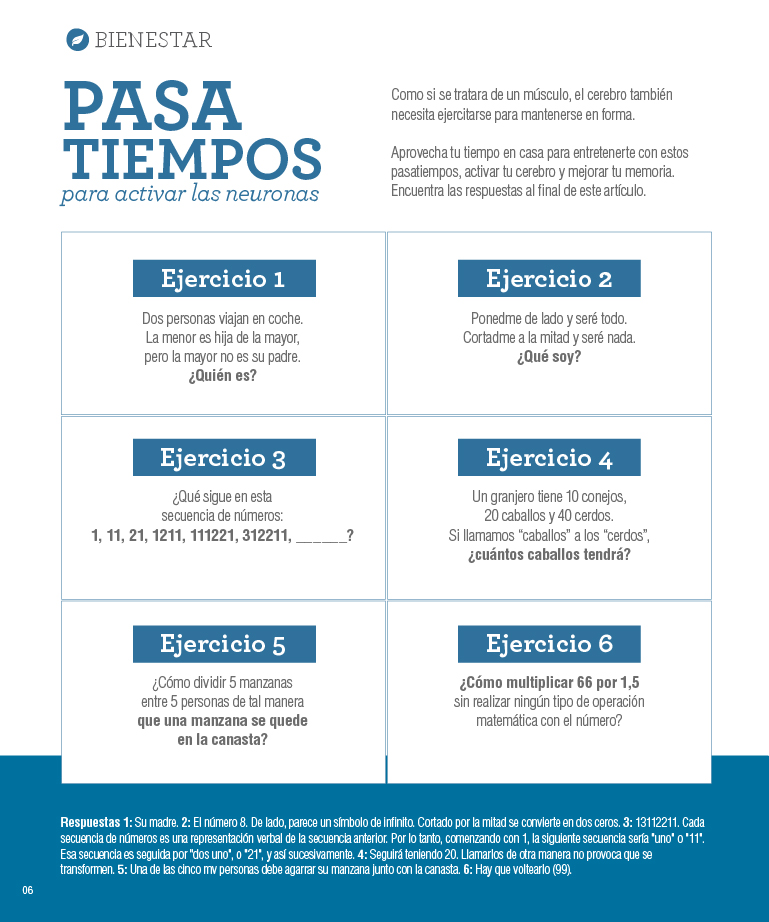 BIENESTAR
PASA
TIEMPOS
para activar las neuronas
Como si se tratara de un músculo, el cerebro también
necesita ejercitarse para mantenerse en forma.
Aprovecha tu tiempo en casa para entretenerte con estos
pasatiempos, activar tu cerebro y mejorar tu memoria.
Encuentra las respuestas al final de este artículo.
Ejercicio 1
Dos personas viajan en coche.
La menor es hija de la mayor,
pero la mayor no es su padre.
¿Quién es?
Ejercicio 2
Ponedme de lado y seré todo.
Cortadme a la mitad y seré nada.
¿Qué soy?
Ejercicio 3
¿Qué sigue en esta
secuencia de números:
1, 11, 21, 1211, 111221, 312211, ______?
Ejercicio 4
Un granjero tiene 10 conejos,
20 caballos y 40 cerdos.
Si llamamos “caballos” a los “cerdos”,
¿cuántos caballos tendrá?
Ejercicio 5
¿Cómo dividir 5 manzanas
entre 5 personas de tal manera
que una manzana se quede
en la canasta?
Ejercicio 6
¿Cómo multiplicar 66 por 1,5
sin realizar ningún tipo de operación
matemática con el número?
Respuestas 1: Su madre. 2: El número 8. De lado, parece un símbolo de infinito. Cortado por la mitad se convierte en dos ceros. 3: 13112211. Cada
secuencia de números es una representación verbal de la secuencia anterior. Por lo tanto, comenzando con 1, la siguiente secuencia sería "uno" o "11".
Esa secuencia es seguida por "dos uno", o "21", y así sucesivamente. 4: Seguirá teniendo 20. Llamarlos de otra manera no provoca que se
transformen. 5: Una de las cinco mv personas debe agarrar su manzana junto con la canasta. 6: Hay que voltearlo (99).
06